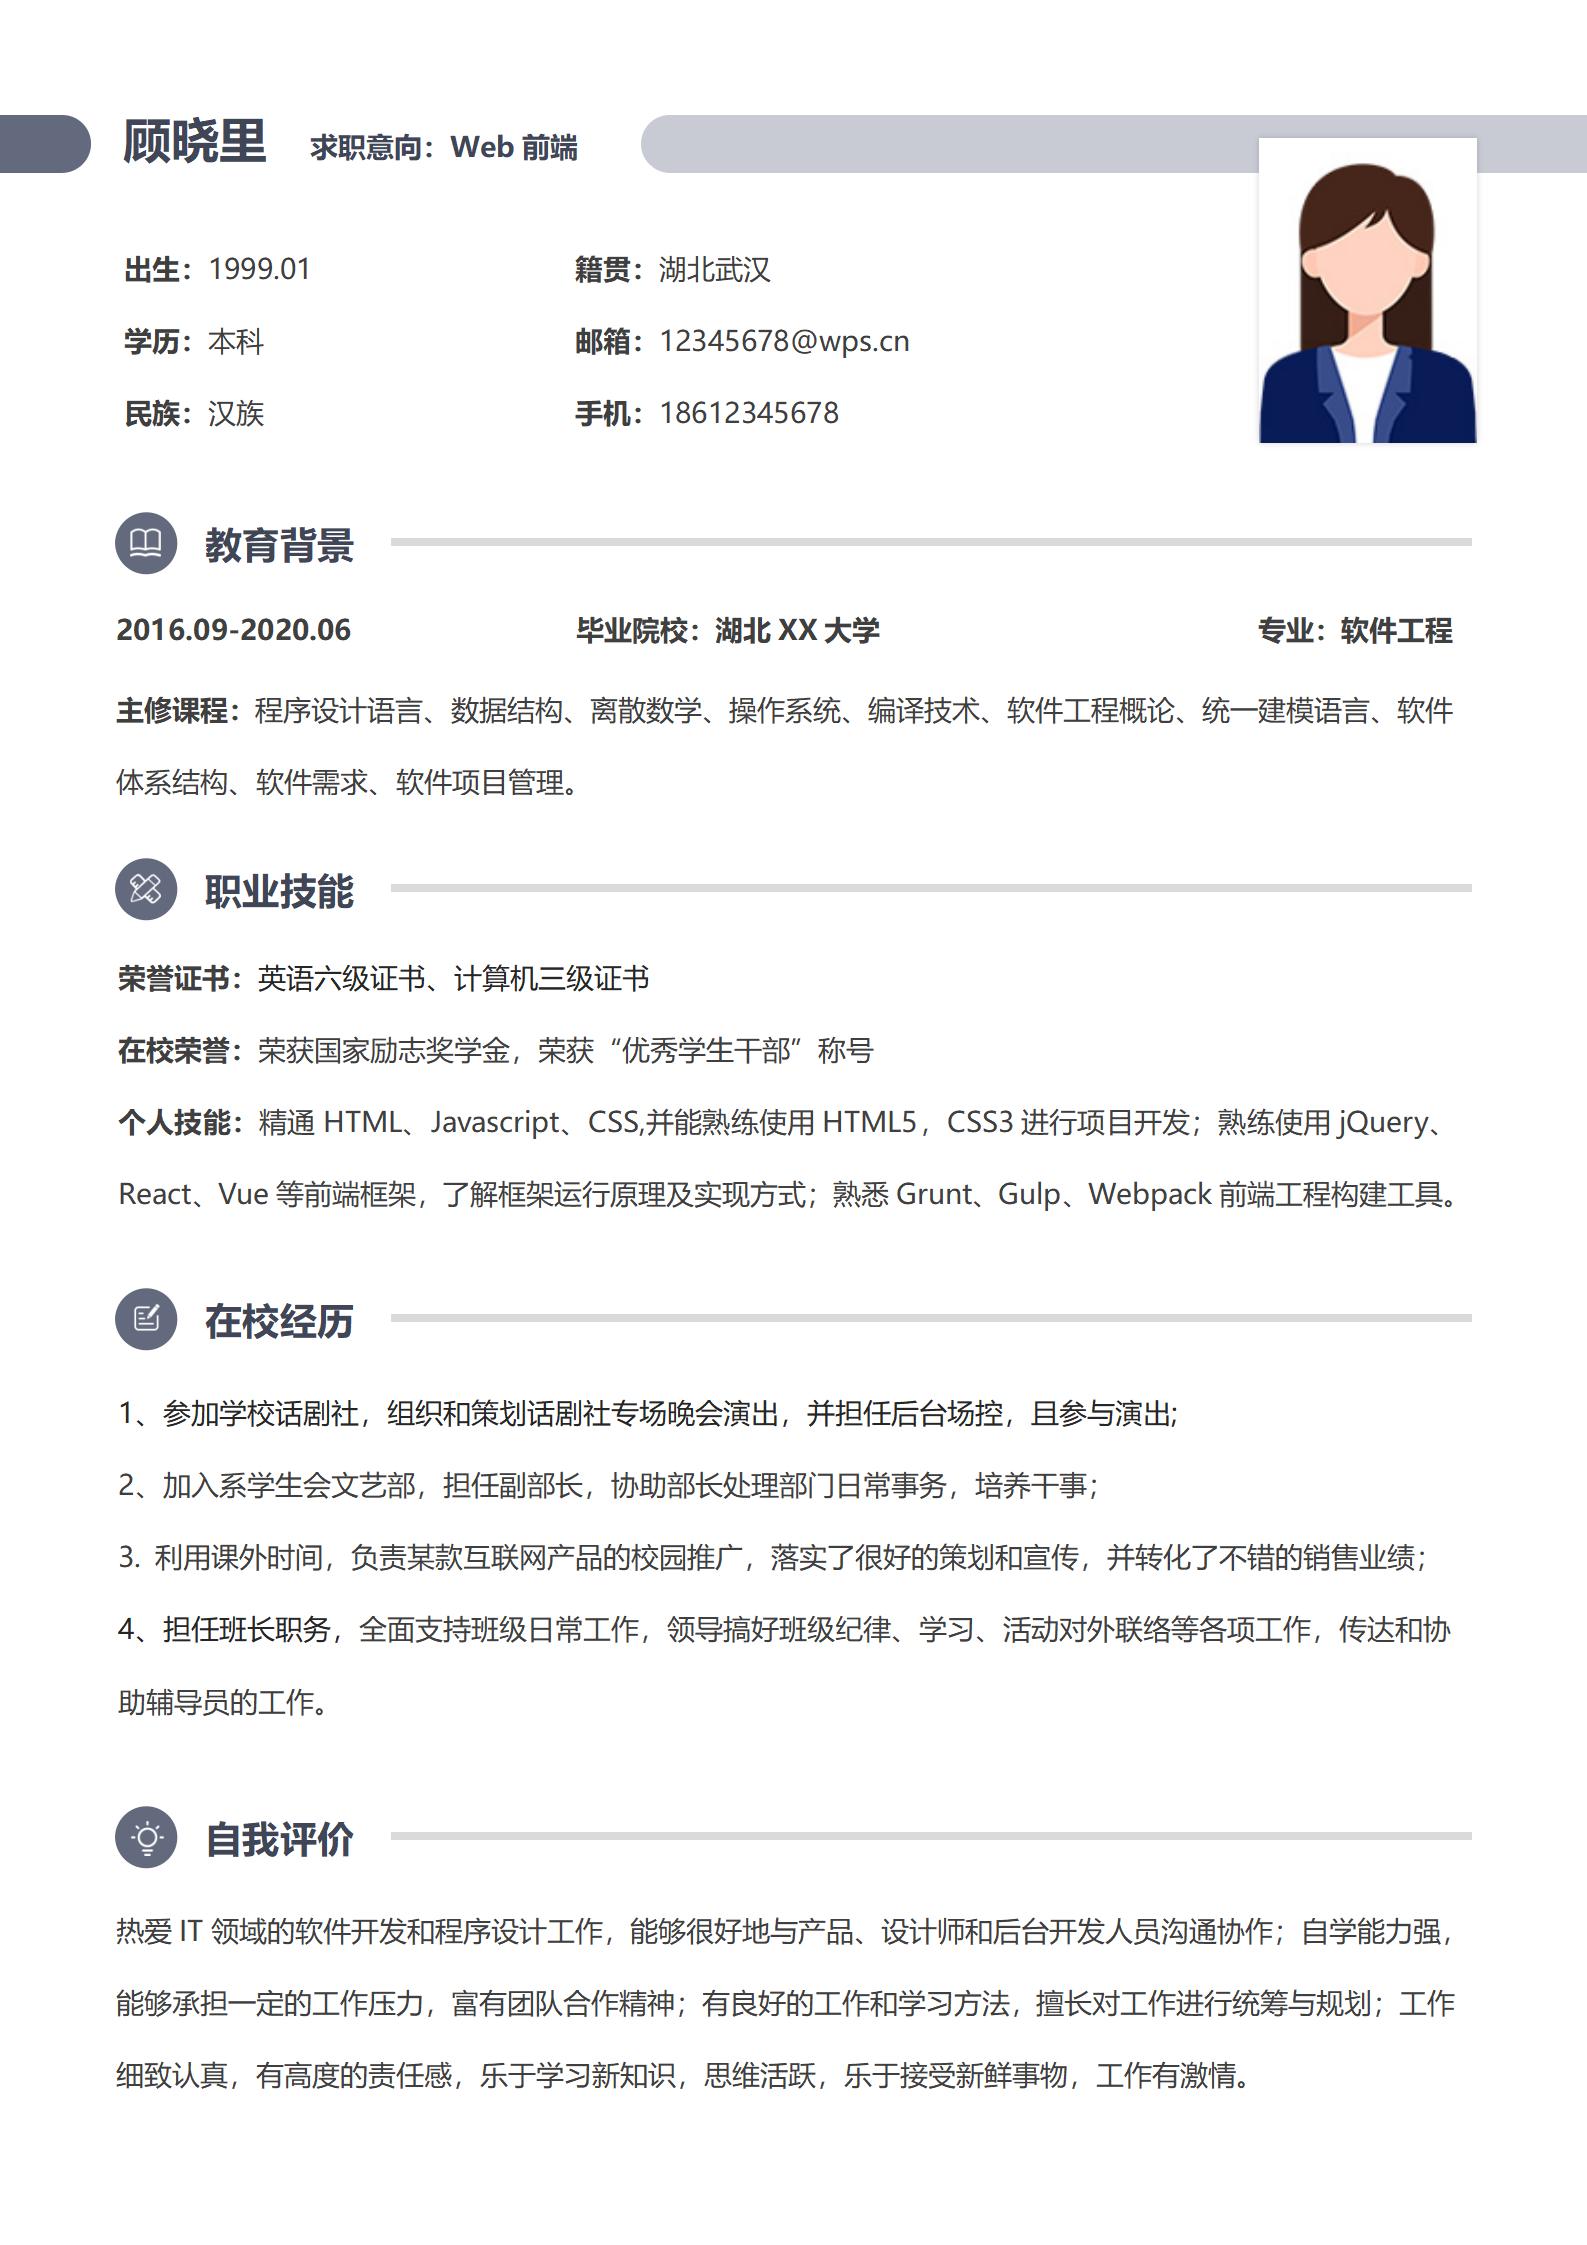 顾晓里 求职意向：Web 前端
出生：1999.01 籍贯：湖北武汉
学历：本科 邮箱：12345678@wps.cn
民族：汉族 手机：18612345678
教育背景
2016.09-2020.06 毕业院校：湖北 XX 大学 专业：软件工程
主修课程：程序设计语言、数据结构、离散数学、操作系统、编译技术、软件工程概论、统一建模语言、软件
体系结构、软件需求、软件项目管理。
职业技能
荣誉证书：英语六级证书、计算机三级证书
在校荣誉：荣获国家励志奖学金，荣获“优秀学生干部”称号
个人技能：精通 HTML、Javascript、CSS,并能熟练使用 HTML5，CSS3 进行项目开发；熟练使用 jQuery、
React、Vue 等前端框架，了解框架运行原理及实现方式；熟悉 Grunt、Gulp、Webpack 前端工程构建工具。
在校经历
1、参加学校话剧社，组织和策划话剧社专场晚会演出，并担任后台场控，且参与演出;
2、加入系学生会文艺部，担任副部长，协助部长处理部门日常事务，培养干事；
3. 利用课外时间，负责某款互联网产品的校园推广，落实了很好的策划和宣传，并转化了不错的销售业绩；
4、担任班长职务，全面支持班级日常工作，领导搞好班级纪律、学习、活动对外联络等各项工作，传达和协
助辅导员的工作。
自我评价
热爱 IT 领域的软件开发和程序设计工作，能够很好地与产品、设计师和后台开发人员沟通协作；自学能力强，
能够承担一定的工作压力，富有团队合作精神；有良好的工作和学习方法，擅长对工作进行统筹与规划；工作
细致认真，有高度的责任感，乐于学习新知识，思维活跃，乐于接受新鲜事物，工作有激情。